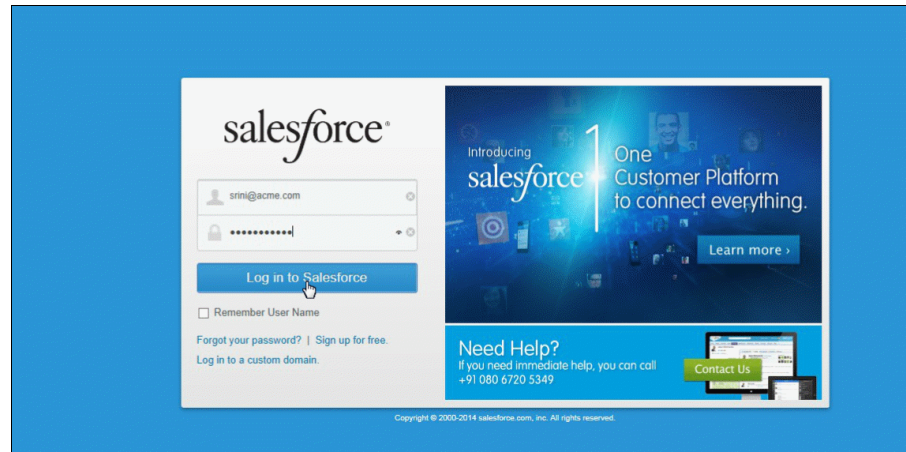 salesforce
srini@acme.com
Log in to Salesforce
Remember User Name
Forgot your password? | Sign up for free.
Log in to a custom domain.
Introducing
salesforce1
One
Customer Platform
to connect everything.
Learn more ›
Need Help?
If you need immediate help, you can call
+91 080 6720 5349
Contact Us
Copyright © 2000-2014 salesforce.com, inc. All rights reserved.